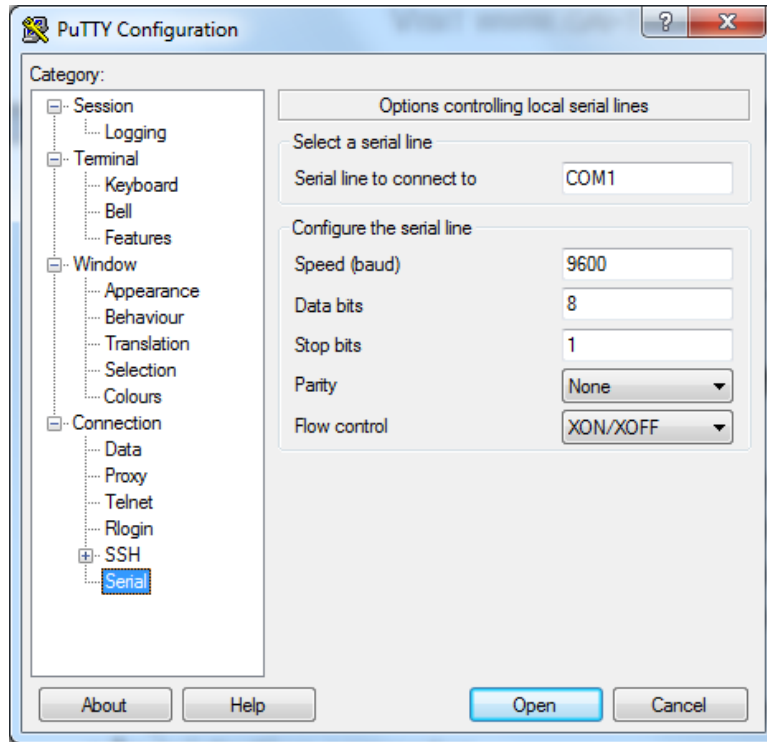 PuTTY Configuration
Category:
Session
Logging
Terminal
Keyboard
Bell
Features
Window
Appearance
Behaviour
Translation
Selection
Colours
Connection
Data
Proxy
Telnet
Rlogin
SSH
Serial
Options controlling local serial lines
Select a serial line
Serial line to connect to COM1
Configure the serial line
Speed (baud) 9600
Data bits 8
Stop bits 1
Parity None
Flow control XON/XOFF
About Help Open Cancel